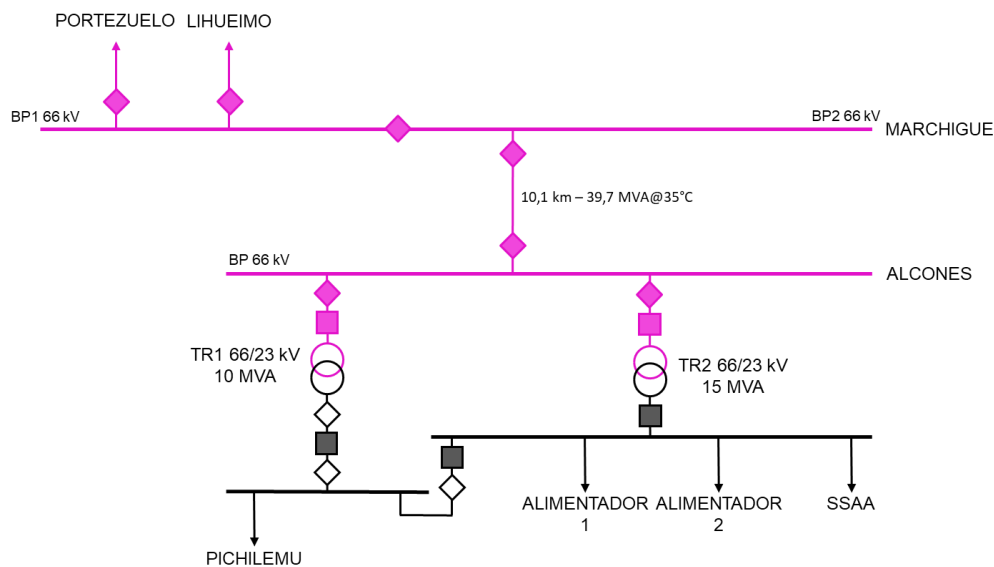 PORTEZUELO
LIHUEIMO
BP1 66 kV
BP2 66 kV
MARCHIGUE
10,1 km – 39,7 MVA@35°C
BP 66 kV
ALCONES
TR1 66/23 kV
10 MVA
TR2 66/23 kV
15 MVA
ALIMENTADOR
1
ALIMENTADOR
2
SSAA
PICHILEMU